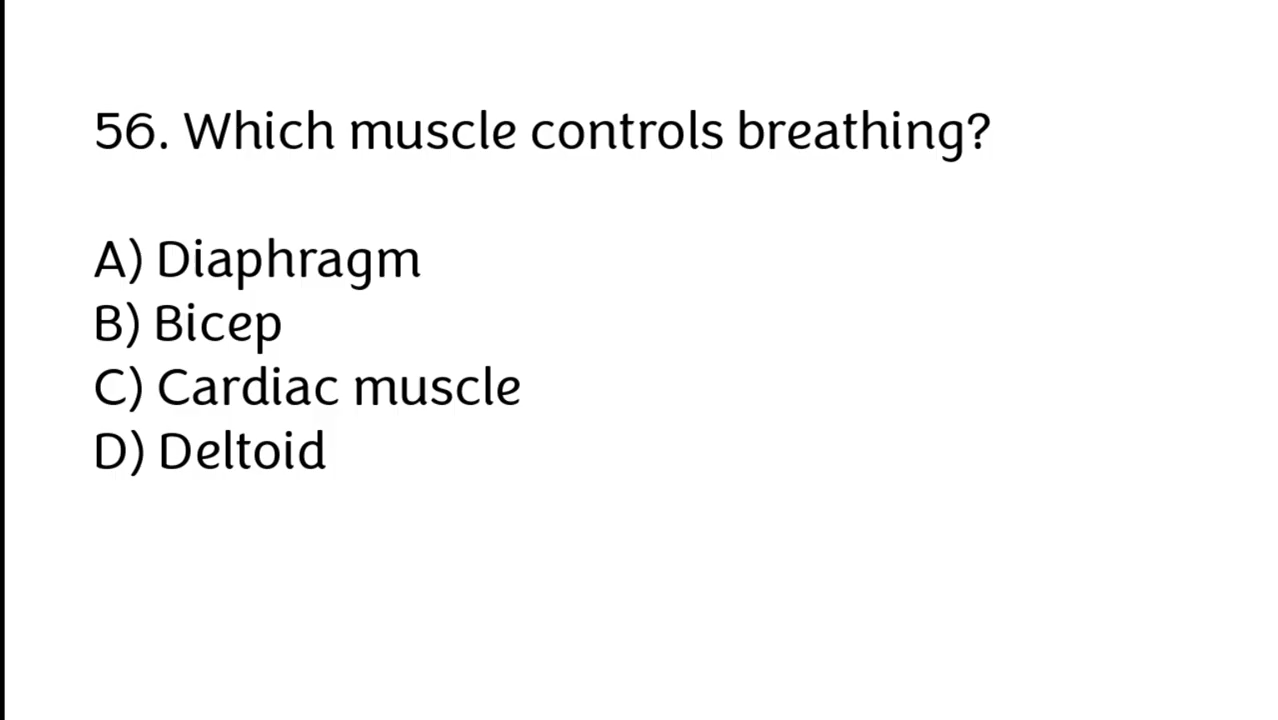 56. Which muscle controls breathing?
A) Diaphragm
B) Bicep
C) Cardiac muscle
D) Deltoid